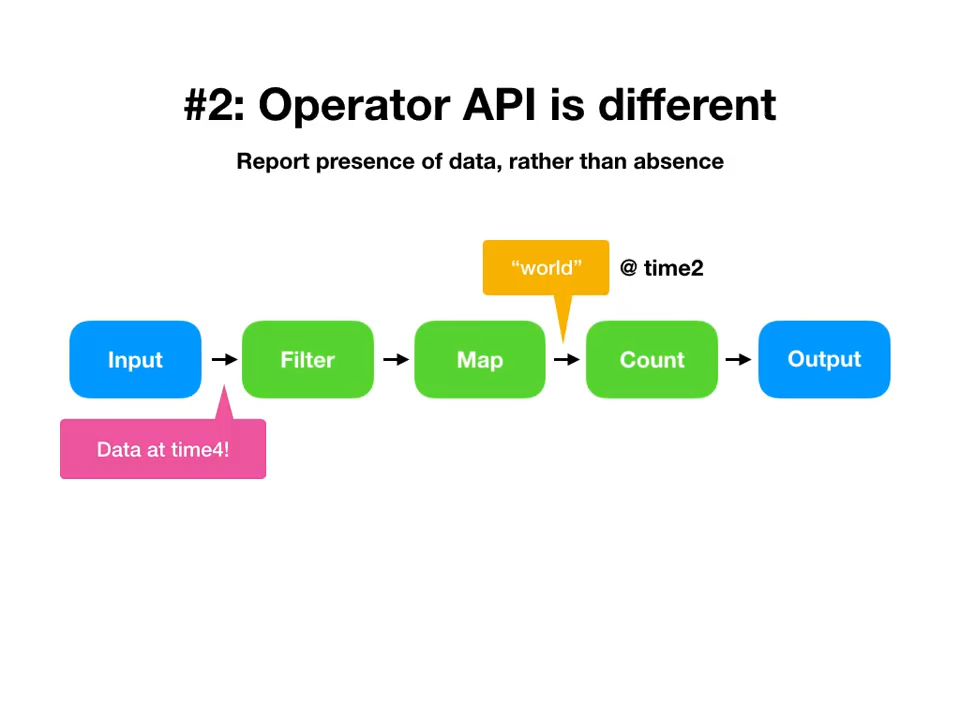 #2: Operator API is different
Report presence of data, rather than absence
“world” @ time2
Input Filter Map Count Output
Data at time4!